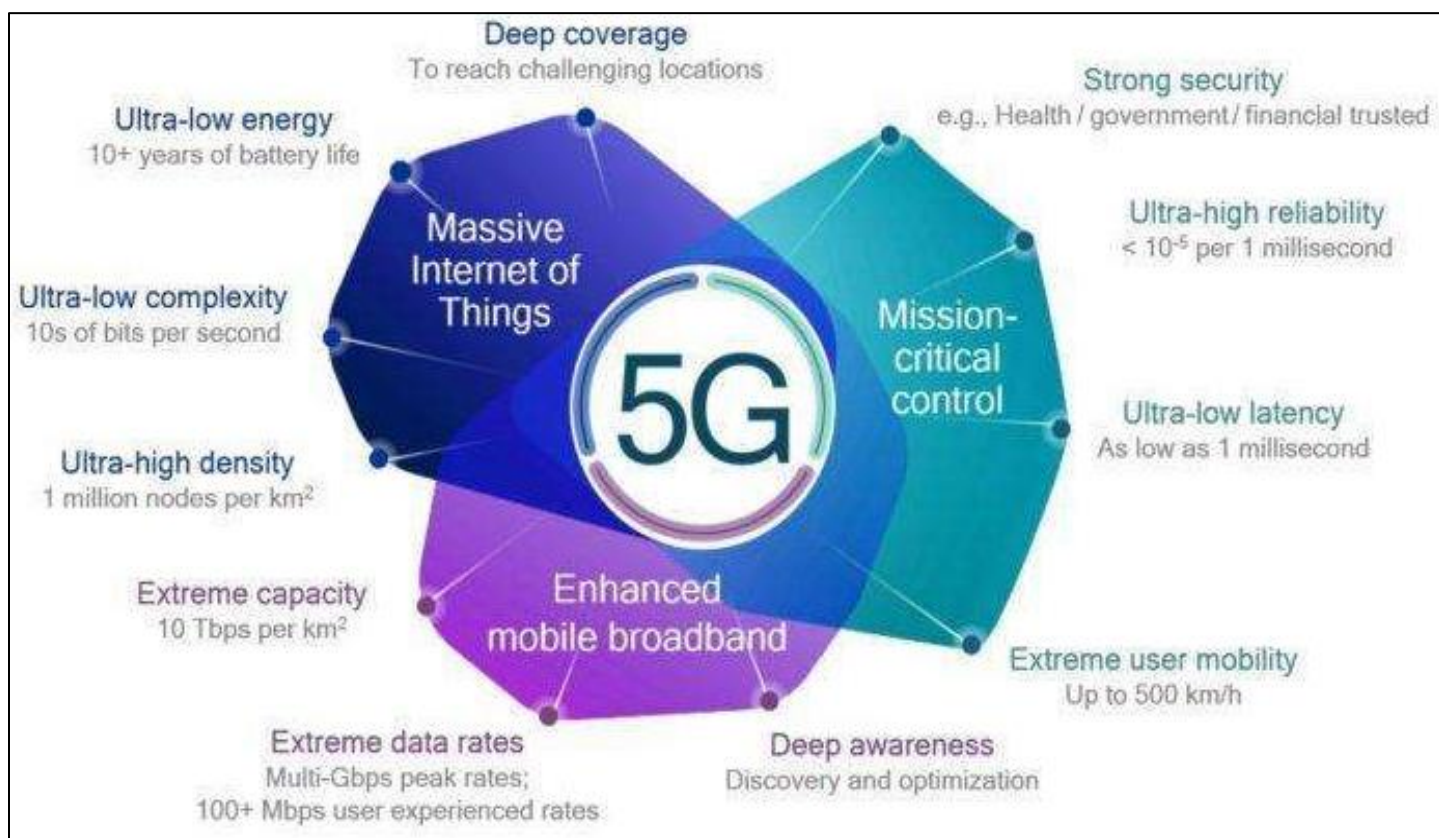 Deep coverage
To reach challenging locations
Strong security
e.g., Health / government / financial trusted
Ultra-low energy
10+ years of battery life
Ultra-high reliability
< 10⁻⁵ per 1 millisecond
Massive
Internet of
Things
Ultra-low complexity
10s of bits per second
Mission-
critical
control
5G
Ultra-low latency
As low as 1 millisecond
Ultra-high density
1 million nodes per km²
Extreme capacity
10 Tbps per km²
Enhanced
mobile broadband
Extreme user mobility
Up to 500 km/h
Extreme data rates
Multi-Gbps peak rates;
100+ Mbps user experienced rates
Deep awareness
Discovery and optimization